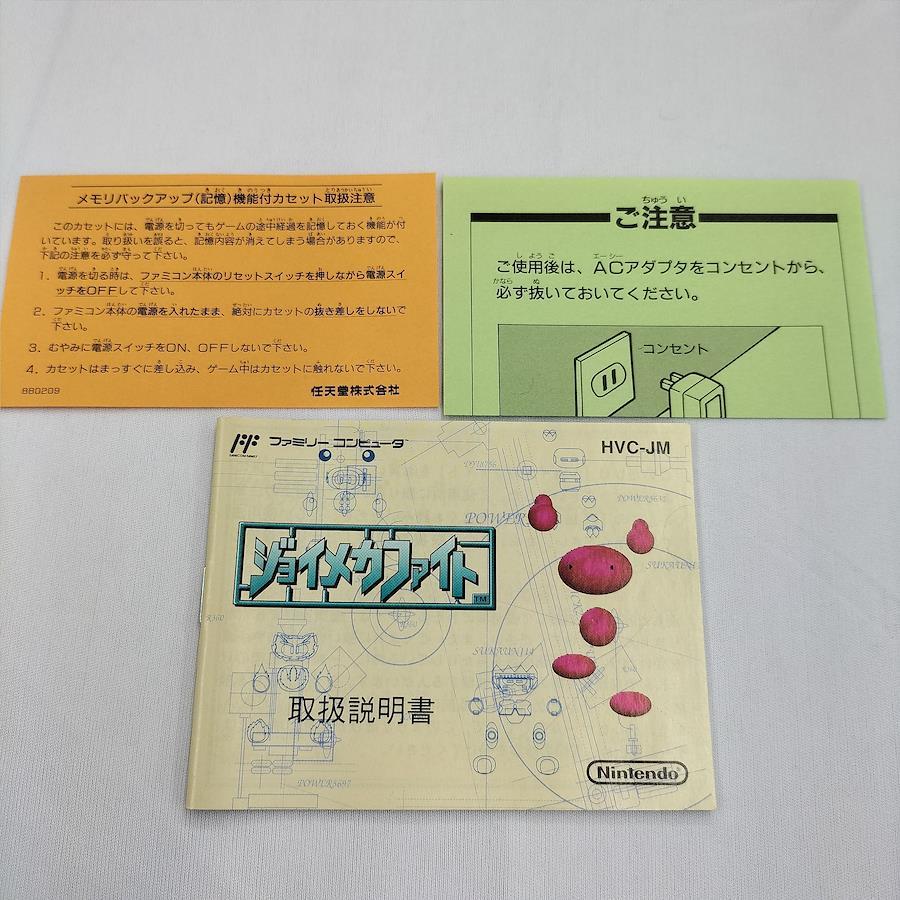 メモリバックアップ(記憶)機能付カセット取扱注意
このカセットには、電源を切ってもゲームの途中経過を記憶しておく機能が付
いています。取り扱いを誤ると、記憶内容が消えてしまう場合がありますので、
下記の注意を必ず守って下さい。
1. 電源を切る時は、ファミコン本体のリセットスイッチを押しながら電源スイ
ッチをOFFして下さい。
2. ファミコン本体の電源を入れたまま、絶対にカセットの抜き差しをしないで
下さい。
3. むやみに電源スイッチをON、OFFしないで下さい。
4. カセットはまっすぐに差し込み、ゲーム中はカセットに触れないで下さい。
880209
任天堂株式会社
ちゅう い
ご注意
ご使用後は、ACアダプタをコンセントから、
必ず抜いておいてください。
コンセント
ファミリー コンピュータ
HVC-JM
POWER5632
POWER
ジョイメカファイト
TM
取扱説明書
POWER5697
Nintendo